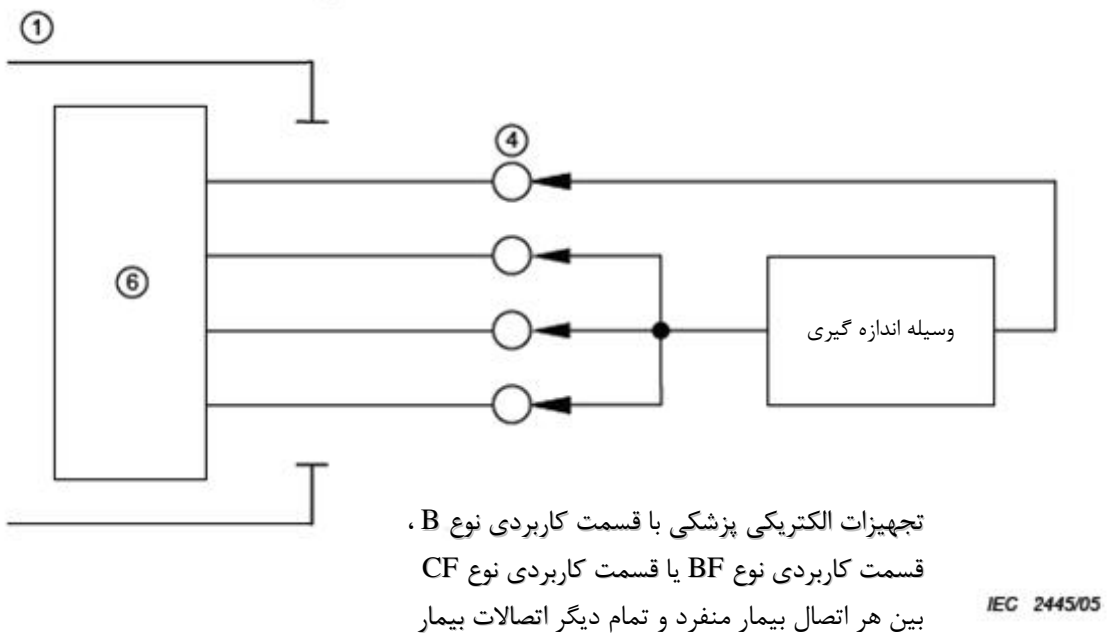 ①
④
⑥
وسیله اندازه گیری
تجهیزات الکتریکی پزشکی با قسمت کاربردی نوع B ،
قسمت کاربردی نوع BF یا قسمت کاربردی نوع CF
بین هر اتصال بیمار منفرد و تمام دیگر اتصالات بیمار
IEC 2445/05